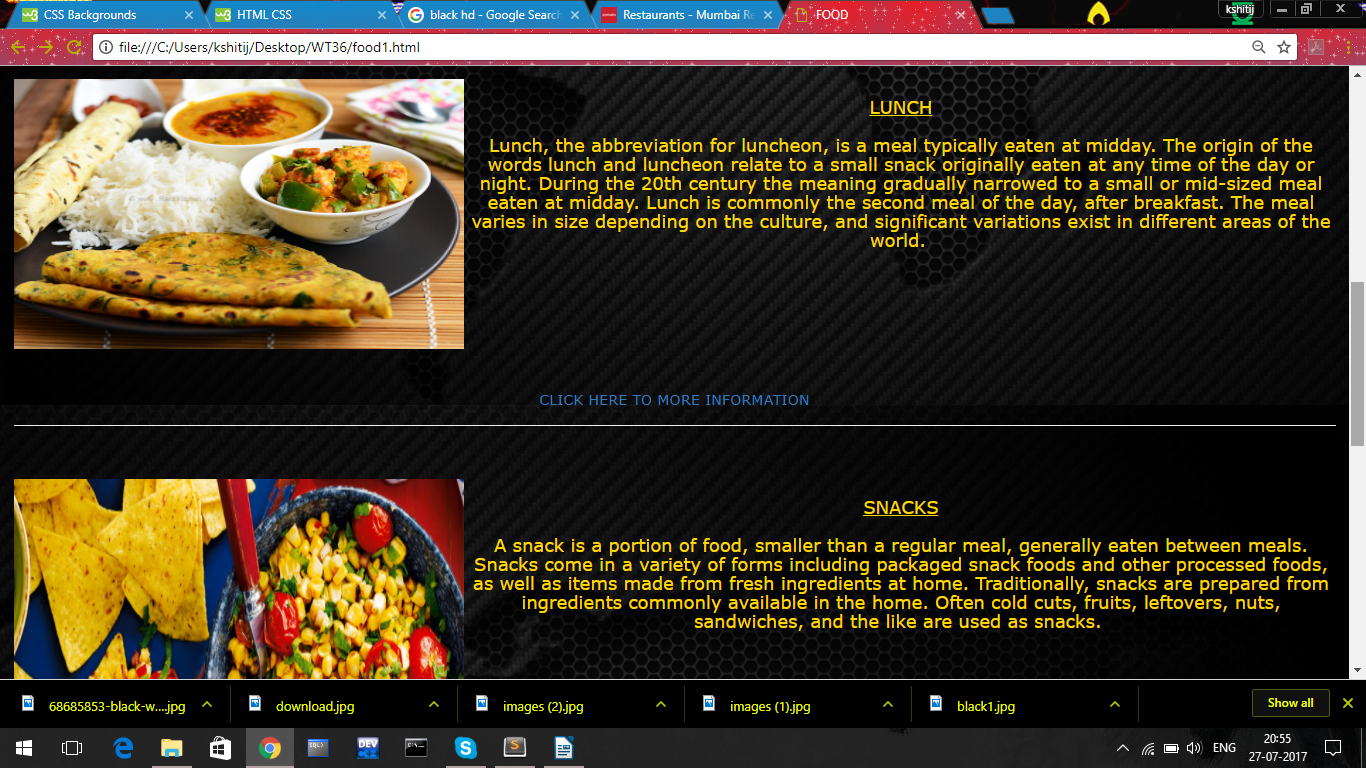 CSS Backgrounds
HTML CSS
black hd - Google Search
Restaurants - Mumbai Re
FOOD
kshitij
file:///C:/Users/kshitij/Desktop/WT36/food1.html
LUNCH
Lunch, the abbreviation for luncheon, is a meal typically eaten at midday. The origin of the
words lunch and luncheon relate to a small snack originally eaten at any time of the day or
night. During the 20th century the meaning gradually narrowed to a small or mid-sized meal
eaten at midday. Lunch is commonly the second meal of the day, after breakfast. The meal
varies in size depending on the culture, and significant variations exist in different areas of the
world.
CLICK HERE TO MORE INFORMATION
SNACKS
A snack is a portion of food, smaller than a regular meal, generally eaten between meals.
Snacks come in a variety of forms including packaged snack foods and other processed foods,
as well as items made from fresh ingredients at home. Traditionally, snacks are prepared from
ingredients commonly available in the home. Often cold cuts, fruits, leftovers, nuts,
sandwiches, and the like are used as snacks.
68685853-black-w....jpg
download.jpg
images (2).jpg
images (1).jpg
black1.jpg
Show all
SQL
DEV
ENG
20:55
27-07-2017